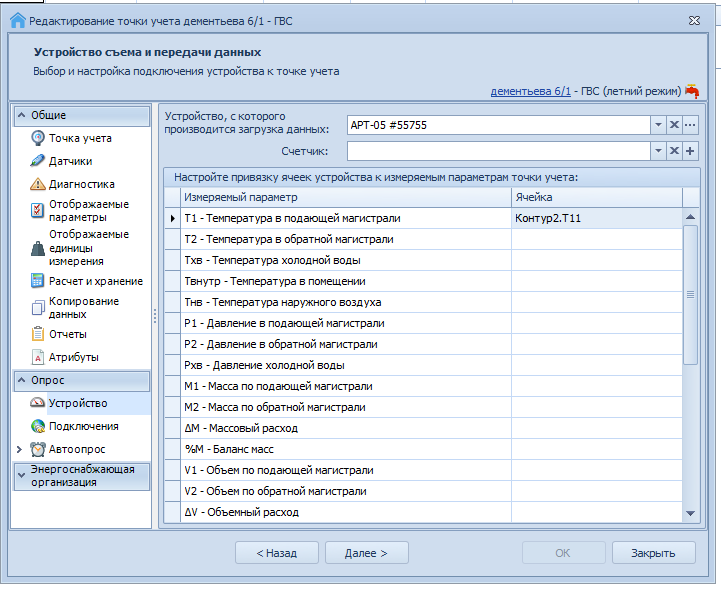 Редактирование точки учета дементьева 6/1 - ГВС
Устройство съема и передачи данных
Выбор и настройка подключения устройства к точке учета
дементьева 6/1 - ГВС (летний режим)
Общие
Точка учета
Датчики
Диагностика
Отображаемые
параметры
Отображаемые
единицы
измерения
Расчет и хранение
Копирование
данных
Отчеты
Атрибуты
Опрос
Устройство
Подключения
Автоопрос
Энергоснабжающая
организация
Устройство, с которого
производится загрузка данных:
АРТ-05 #55755
Счетчик:
Настройте привязку ячеек устройства к измеряемым параметрам точки учета:
Измеряемый параметр Ячейка
T1 - Температура в подающей магистрали Контур2.T11
T2 - Температура в обратной магистрали
Tхв - Температура холодной воды
Tвнутр - Температура в помещении
Tнв - Температура наружного воздуха
P1 - Давление в подающей магистрали
P2 - Давление в обратной магистрали
Pхв - Давление холодной воды
M1 - Масса по подающей магистрали
M2 - Масса по обратной магистрали
ΔM - Массовый расход
%M - Баланс масс
V1 - Объем по подающей магистрали
V2 - Объем по обратной магистрали
ΔV - Объемный расход
< Назад Далее > ОК Закрыть